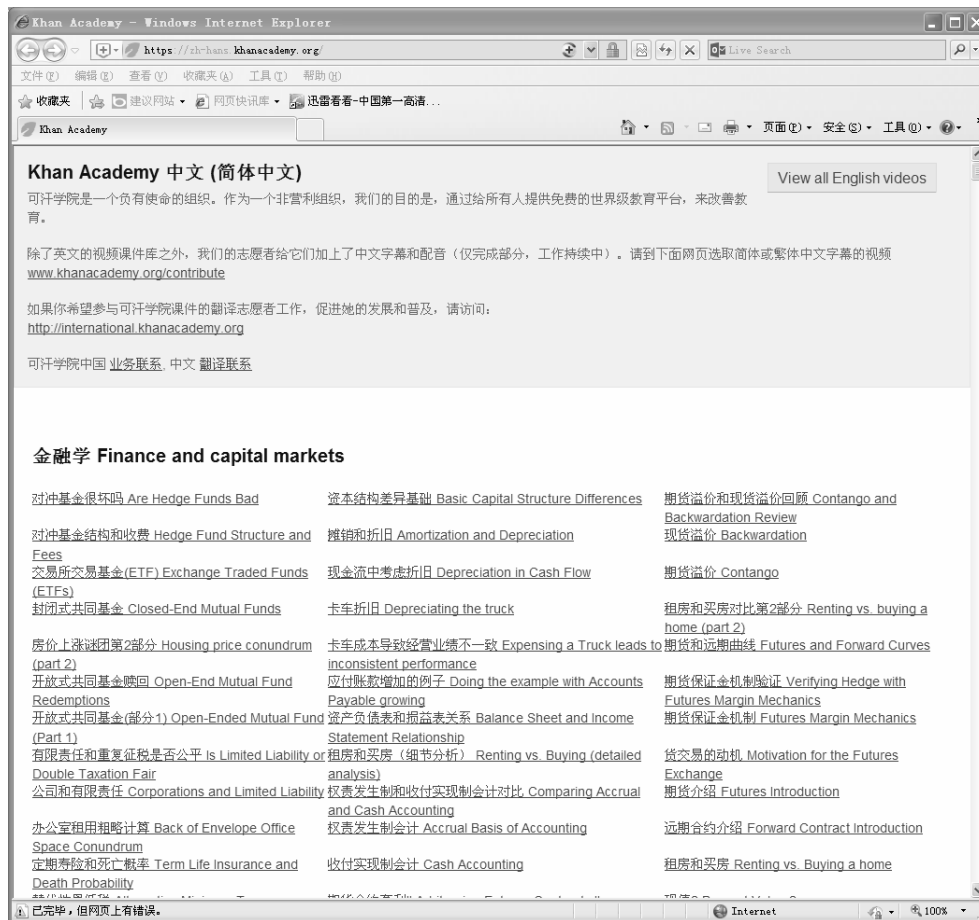 Khan Academy - Windows Internet Explorer
https://zh-hans.khanacademy.org/
Live Search
文件(F) 编辑(E) 查看(V) 收藏夹(A) 工具(T) 帮助(H)
收藏夹 建议网站 网页快讯库 迅雷看看-中国第一高清...
Khan Academy
页面(P) 安全(S) 工具(O)
Khan Academy 中文 (简体中文)
View all English videos
可汗学院是一个负有使命的组织。作为一个非营利组织，我们的目的是，通过给所有人提供免费的世界级教育平台，来改善教
育。
除了英文的视频课件库之外，我们的志愿者给它们加上了中文字幕和配音（仅完成部分，工作持续中）。请到下面网页选取简体或繁体中文字幕的视频
www.khanacademy.org/contribute
如果你希望参与可汗学院课件的翻译志愿者工作，促进她的发展和普及，请访问：
http://international.khanacademy.org
可汗学院中国 业务联系, 中文 翻译联系
金融学 Finance and capital markets
对冲基金很坏吗 Are Hedge Funds Bad
对冲基金结构和收费 Hedge Fund Structure and
Fees
交易所交易基金(ETF) Exchange Traded Funds
(ETFs)
封闭式共同基金 Closed-End Mutual Funds
房价上涨谜团第2部分 Housing price conundrum
(part 2)
开放式共同基金赎回 Open-End Mutual Fund
Redemptions
开放式共同基金(部分1) Open-Ended Mutual Fund
(Part 1)
有限责任和重复征税是否公平 Is Limited Liability or
Double Taxation Fair
公司和有限责任 Corporations and Limited Liability
办公室租用粗略计算 Back of Envelope Office
Space Conundrum
定期寿险和死亡概率 Term Life Insurance and
Death Probability
资本结构差异基础 Basic Capital Structure Differences
摊销和折旧 Amortization and Depreciation
现金流中考虑折旧 Depreciation in Cash Flow
卡车折旧 Depreciating the truck
卡车成本导致经营业绩不一致 Expensing a Truck leads to
inconsistent performance
应付账款增加的例子 Doing the example with Accounts
Payable growing
资产负债表和损益表关系 Balance Sheet and Income
Statement Relationship
租房和买房（细节分析） Renting vs. Buying (detailed
analysis)
权责发生制和收付实现制会计对比 Comparing Accrual
and Cash Accounting
权责发生制会计 Accrual Basis of Accounting
收付实现制会计 Cash Accounting
期货溢价和现货溢价回顾 Contango and
Backwardation Review
现货溢价 Backwardation
期货溢价 Contango
租房和买房对比第2部分 Renting vs. buying a
home (part 2)
期货和远期曲线 Futures and Forward Curves
期货保证金机制验证 Verifying Hedge with
Futures Margin Mechanics
期货保证金机制 Futures Margin Mechanics
货交易的动机 Motivation for the Futures
Exchange
期货介绍 Futures Introduction
远期合约介绍 Forward Contract Introduction
租房和买房 Renting vs. Buying a home
已完毕，但网页上有错误。
Internet
100%